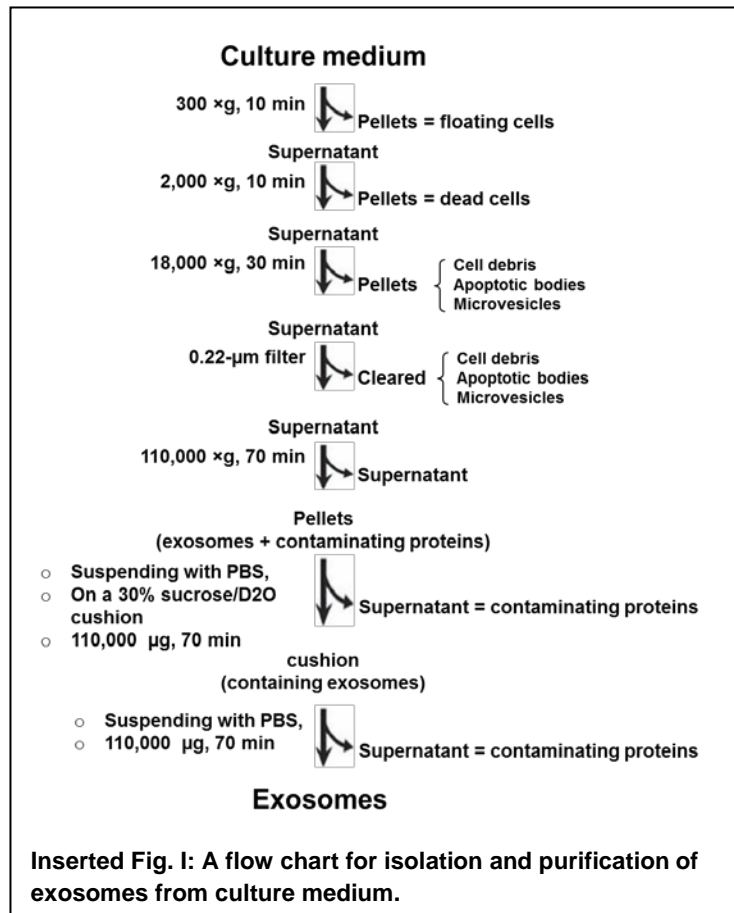 Culture medium
300 ×g, 10 min
Pellets = floating cells
Supernatant
2,000 ×g, 10 min
Pellets = dead cells
Supernatant
18,000 ×g, 30 min
Pellets
Cell debris
Apoptotic bodies
Microvesicles
Supernatant
0.22-µm filter
Cleared
Cell debris
Apoptotic bodies
Microvesicles
Supernatant
110,000 ×g, 70 min
Supernatant
Pellets
(exosomes + contaminating proteins)
○ Suspending with PBS,
○ On a 30% sucrose/D2O
cushion
○ 110,000 µg, 70 min
Supernatant = contaminating proteins
cushion
(containing exosomes)
○ Suspending with PBS,
○ 110,000 µg, 70 min
Supernatant = contaminating proteins
Exosomes
Inserted Fig. I: A flow chart for isolation and purification of
exosomes from culture medium.